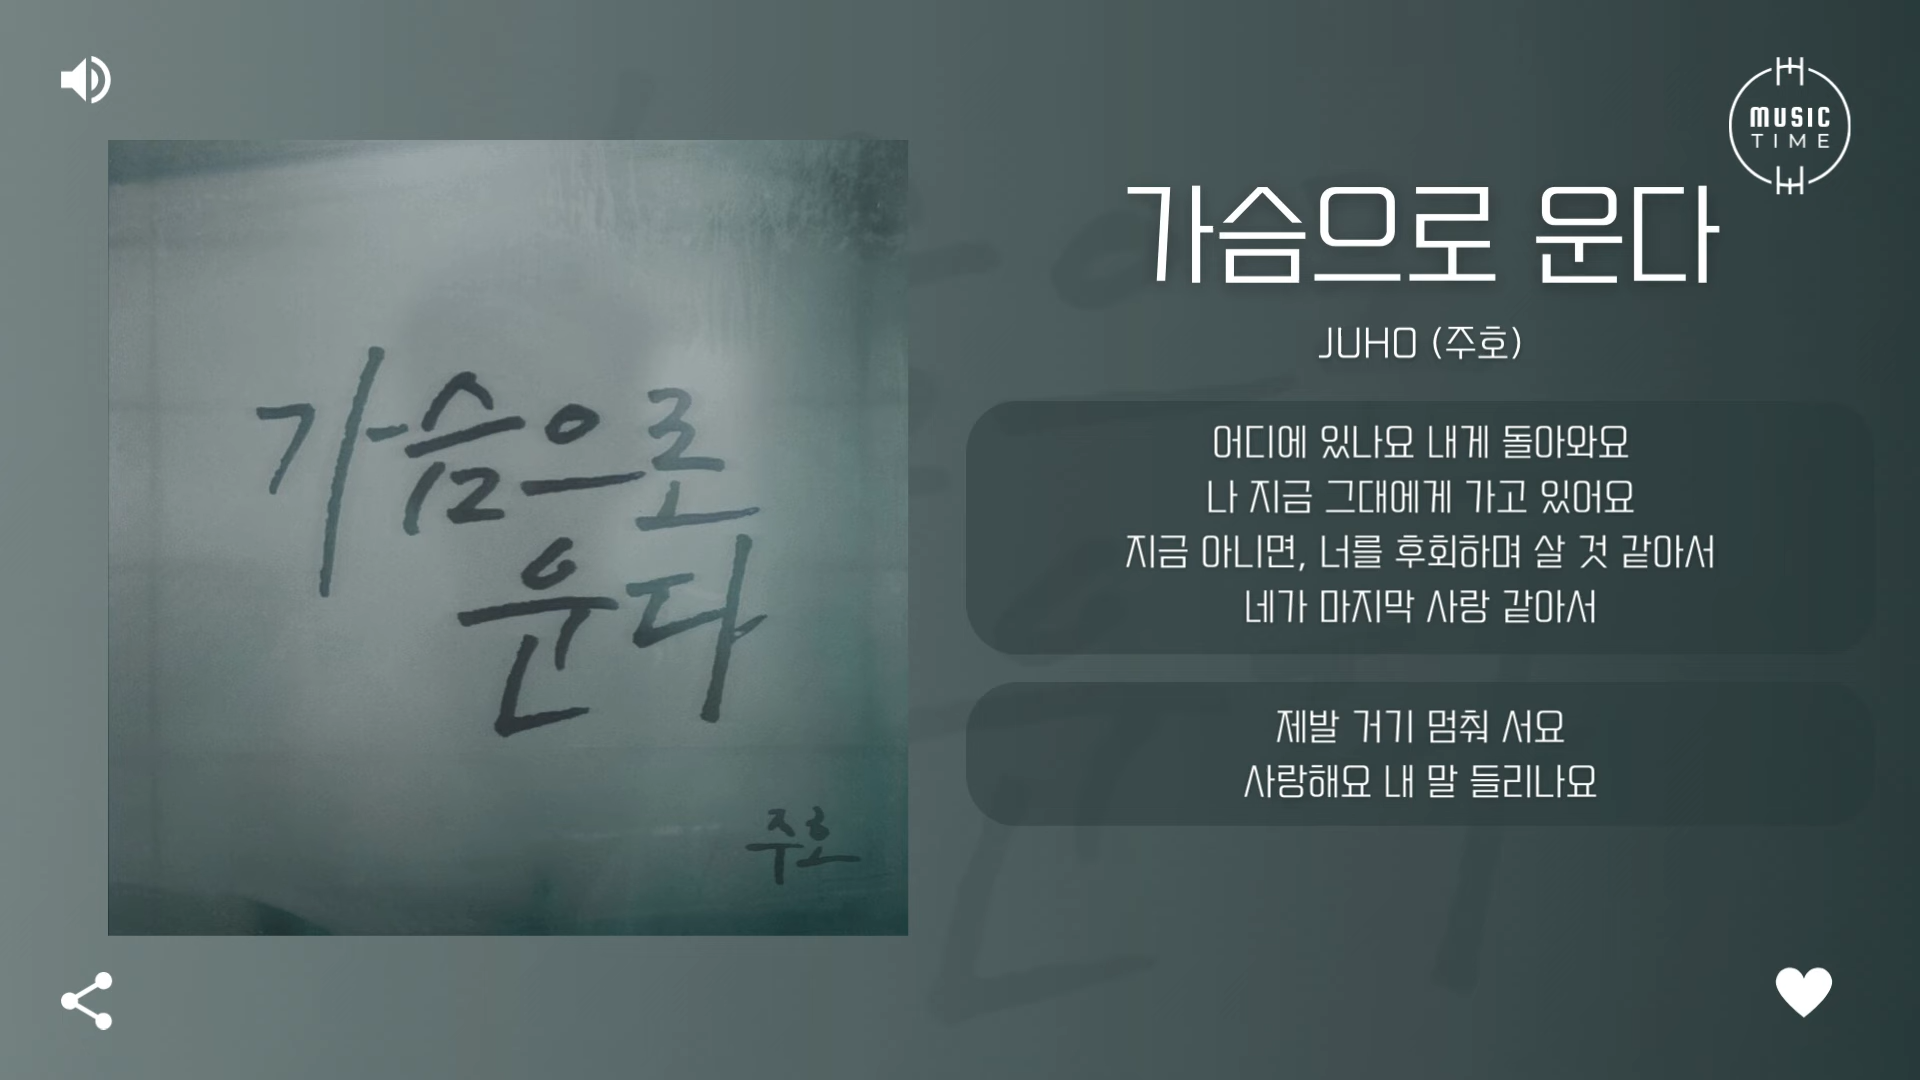 가슴으로
운다
주호
MUSIC
TIME
가슴으로 운다
JUHO (주호)
어디에 있나요 내게 돌아와요
나 지금 그대에게 가고 있어요
지금 아니면, 너를 후회하며 살 것 같아서
네가 마지막 사랑 같아서
제발 거기 멈춰 서요
사랑해요 내 말 들리나요